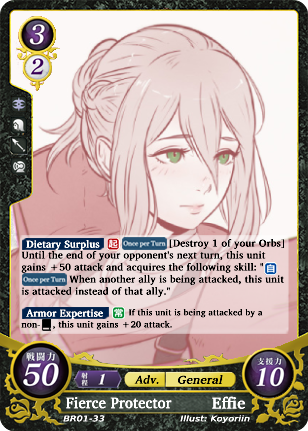 3
2
Dietary Surplus 起 Once per Turn [Destroy 1 of your Orbs]
Until the end of your opponent's next turn, this unit
gains +50 attack and acquires the following skill: "自
Once per Turn When another ally is being attacked, this unit
is attacked instead of that ally."
Armor Expertise 常 If this unit is being attacked by a
non-, this unit gains +20 attack.
戦闘力
50
射程 1
Adv.
General
支援力
10
Fierce Protector Effie
BR01-33 Illust: Koyoriin